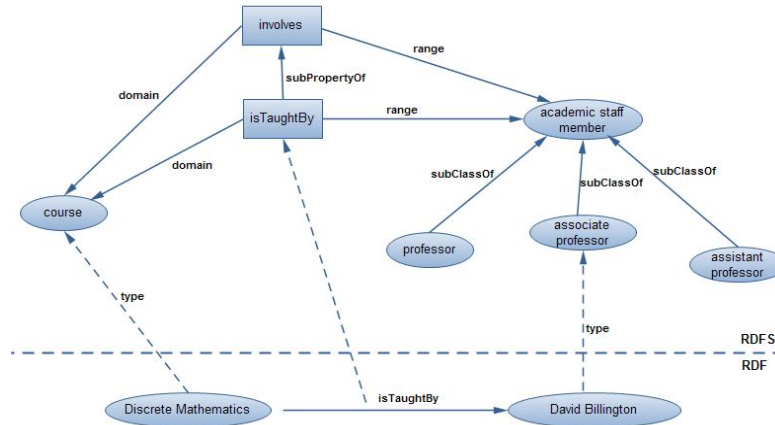 involves
range
subPropertyOf
domain
isTaughtBy
range
academic staff
member
domain
subClassOf
subClassOf
subClassOf
course
professor
associate
professor
assistant
professor
type
type
RDFS
RDF
Discrete Mathematics
isTaughtBy
David Billington